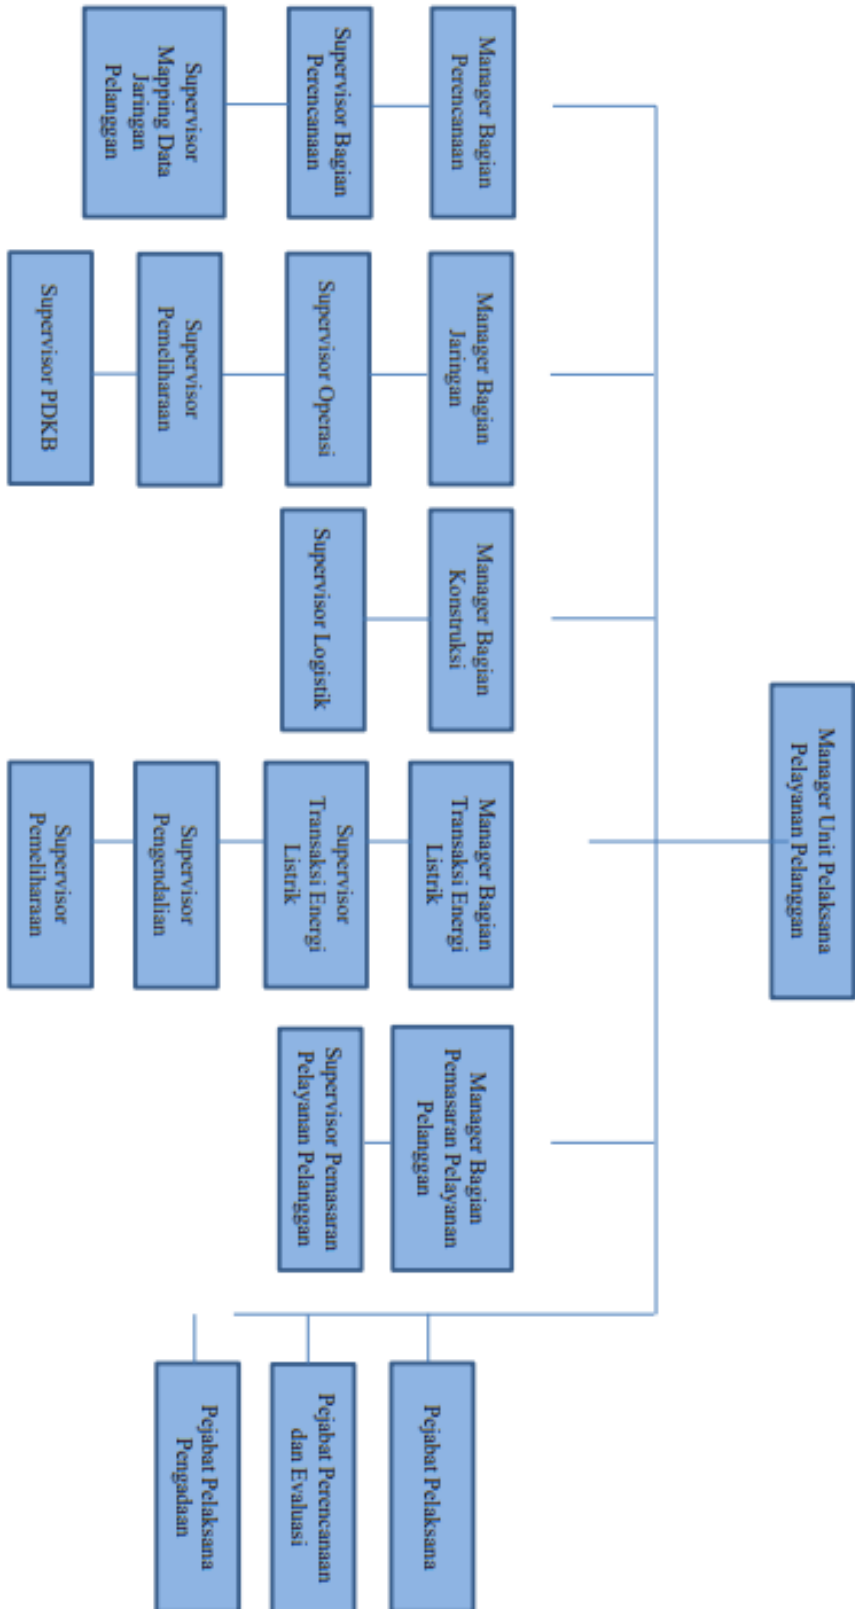 Manager Unit Pelaksana
Pelayanan Pelanggan
Manager Bagian
Perencanaan
Supervisor Bagian
Perencanaan
Supervisor
Mapping Data
Jaringan
Pelanggan
Manager Bagian
Jaringan
Supervisor Operasi
Supervisor
Pemeliharaan
Supervisor PDKB
Manager Bagian
Konstruksi
Supervisor Logistik
Manager Bagian
Transaksi Energi
Listrik
Supervisor
Transaksi Energi
Listrik
Supervisor
Pengendalian
Supervisor
Pemeliharaan
Manager Bagian
Pemasaran Pelayanan
Pelanggan
Supervisor Pemasaran
Pelayanan Pelanggan
Pejabat Pelaksana
Pejabat Perencanaan
dan Evaluasi
Pejabat Pelaksana
Pengadaan